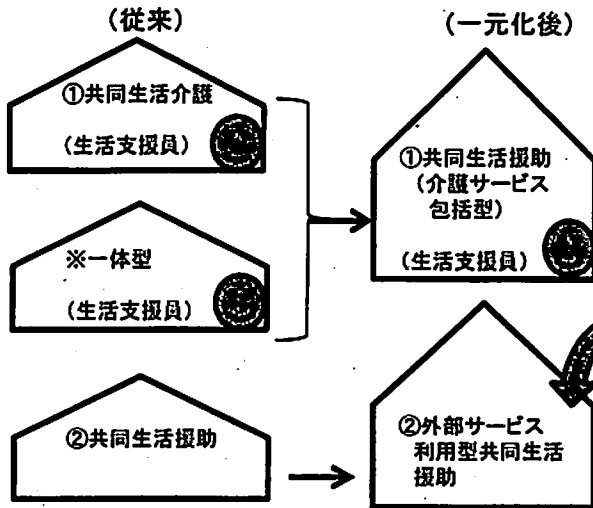 (従来)
①共同生活介護
(生活支援員)
※一体型
(生活支援員)
②共同生活援助
(一元化後)
①共同生活援助
(介護サービス
包括型)
(生活支援員)
②外部サービス
利用型共同生活
援助